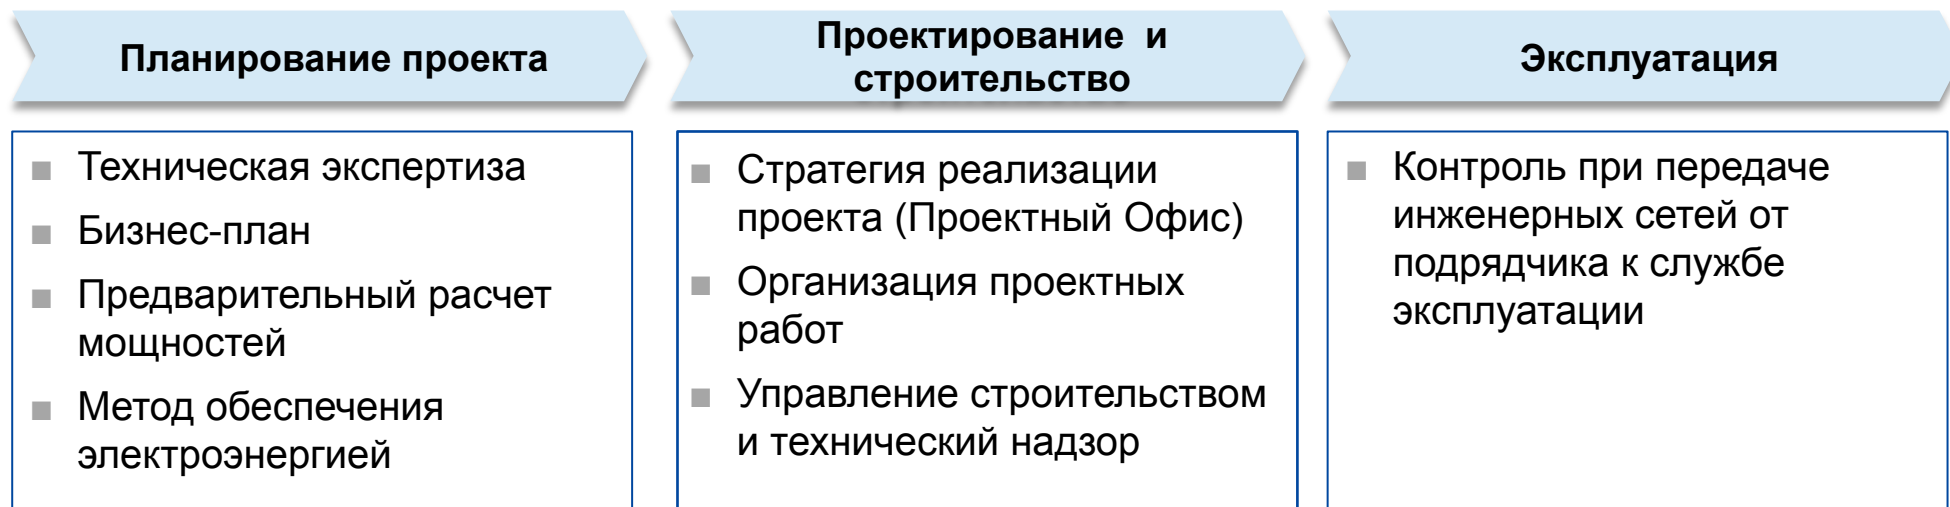 Планирование проекта
Техническая экспертиза
Бизнес-план
Предварительный расчет
мощностей
Метод обеспечения
электроэнергией
Проектирование и
строительство
Стратегия реализации
проекта (Проектный Офис)
Организация проектных
работ
Управление строительством
и технический надзор
Эксплуатация
Контроль при передаче
инженерных сетей от
подрядчика к службе
эксплуатации